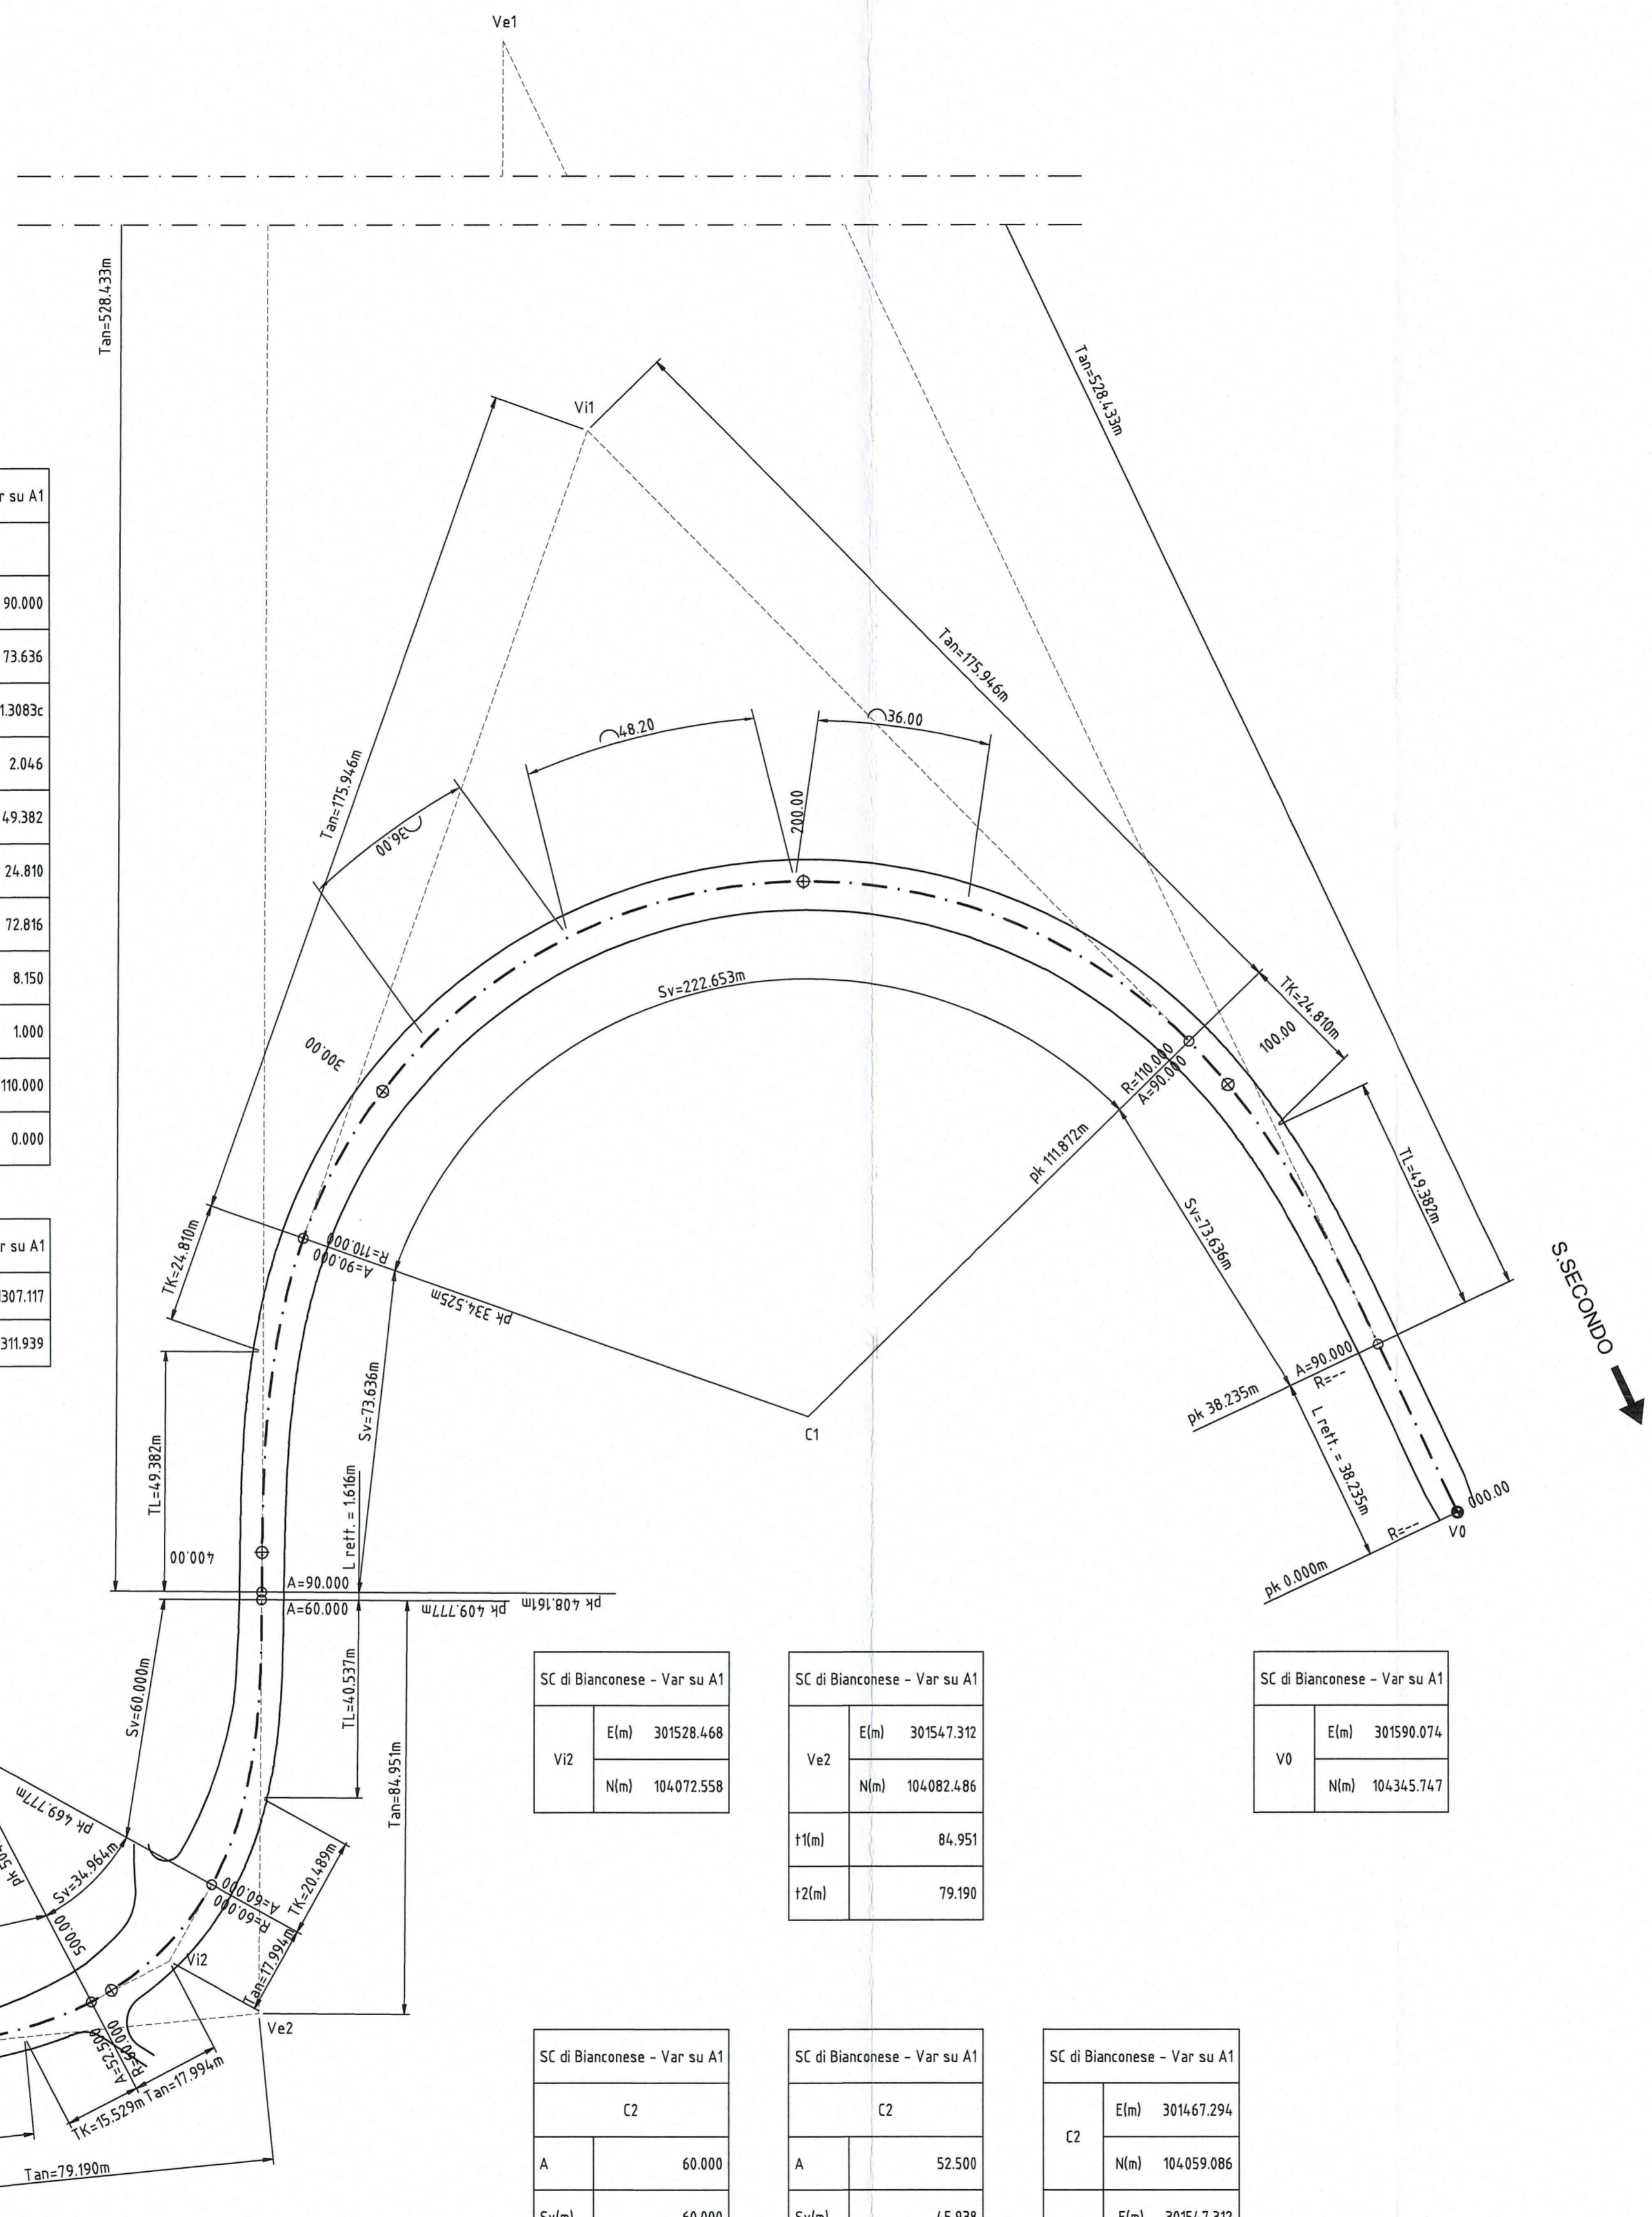 Ve1
Tan=528.433m
Tan=528.433m
Vi1
Tan=175.946m
Tan=175.946m
36.00
48.20
200.00
36.00
Sv=222.653m
300.00
TK=24.810m
100.00
R=110.000
A=90.000
pk 111.872m
TL=49.382m
Sv=73.636m
TK=24.810m
R=110.000
A=90.000
pk 334.525m
C1
Sv=73.636m
A=90.000
R=---
pk 38.235m
L rett. = 38.235m
S.SECONDO
000.00
V0
R=---
pk 0.000m
TL=49.382m
400.00
L rett. = 1.616m
A=90.000
A=60.000
pk 409.777m
pk 408.161m
Sv=60.000m
TL=40.537m
Tan=84.951m
pk 469.777m
Sv=34.964m
500.00
A=60.000
R=60.000
TK=20.489m
Tan=17.994m
Vi2
Ve2
A=52.500
R=60.000
Tan=17.994m
TK=15.529m
Tan=79.190m
su A1
90.000
73.636
1.3083c
2.046
49.382
24.810
72.816
8.150
1.000
110.000
0.000
su A1
307.117
311.939
SC di Bianconese - Var su A1
Vi2
E(m) 301528.468
N(m) 104072.558
SC di Bianconese - Var su A1
Ve2
E(m) 301547.312
N(m) 104082.486
t1(m) 84.951
t2(m) 79.190
SC di Bianconese - Var su A1
V0
E(m) 301590.074
N(m) 104345.747
SC di Bianconese - Var su A1
C2
A 60.000
Sv(m) 60.000
SC di Bianconese - Var su A1
C2
A 52.500
Sv(m) 45.938
SC di Bianconese - Var su A1
C2
E(m) 301467.294
N(m) 104059.086
E(m) 301547.312